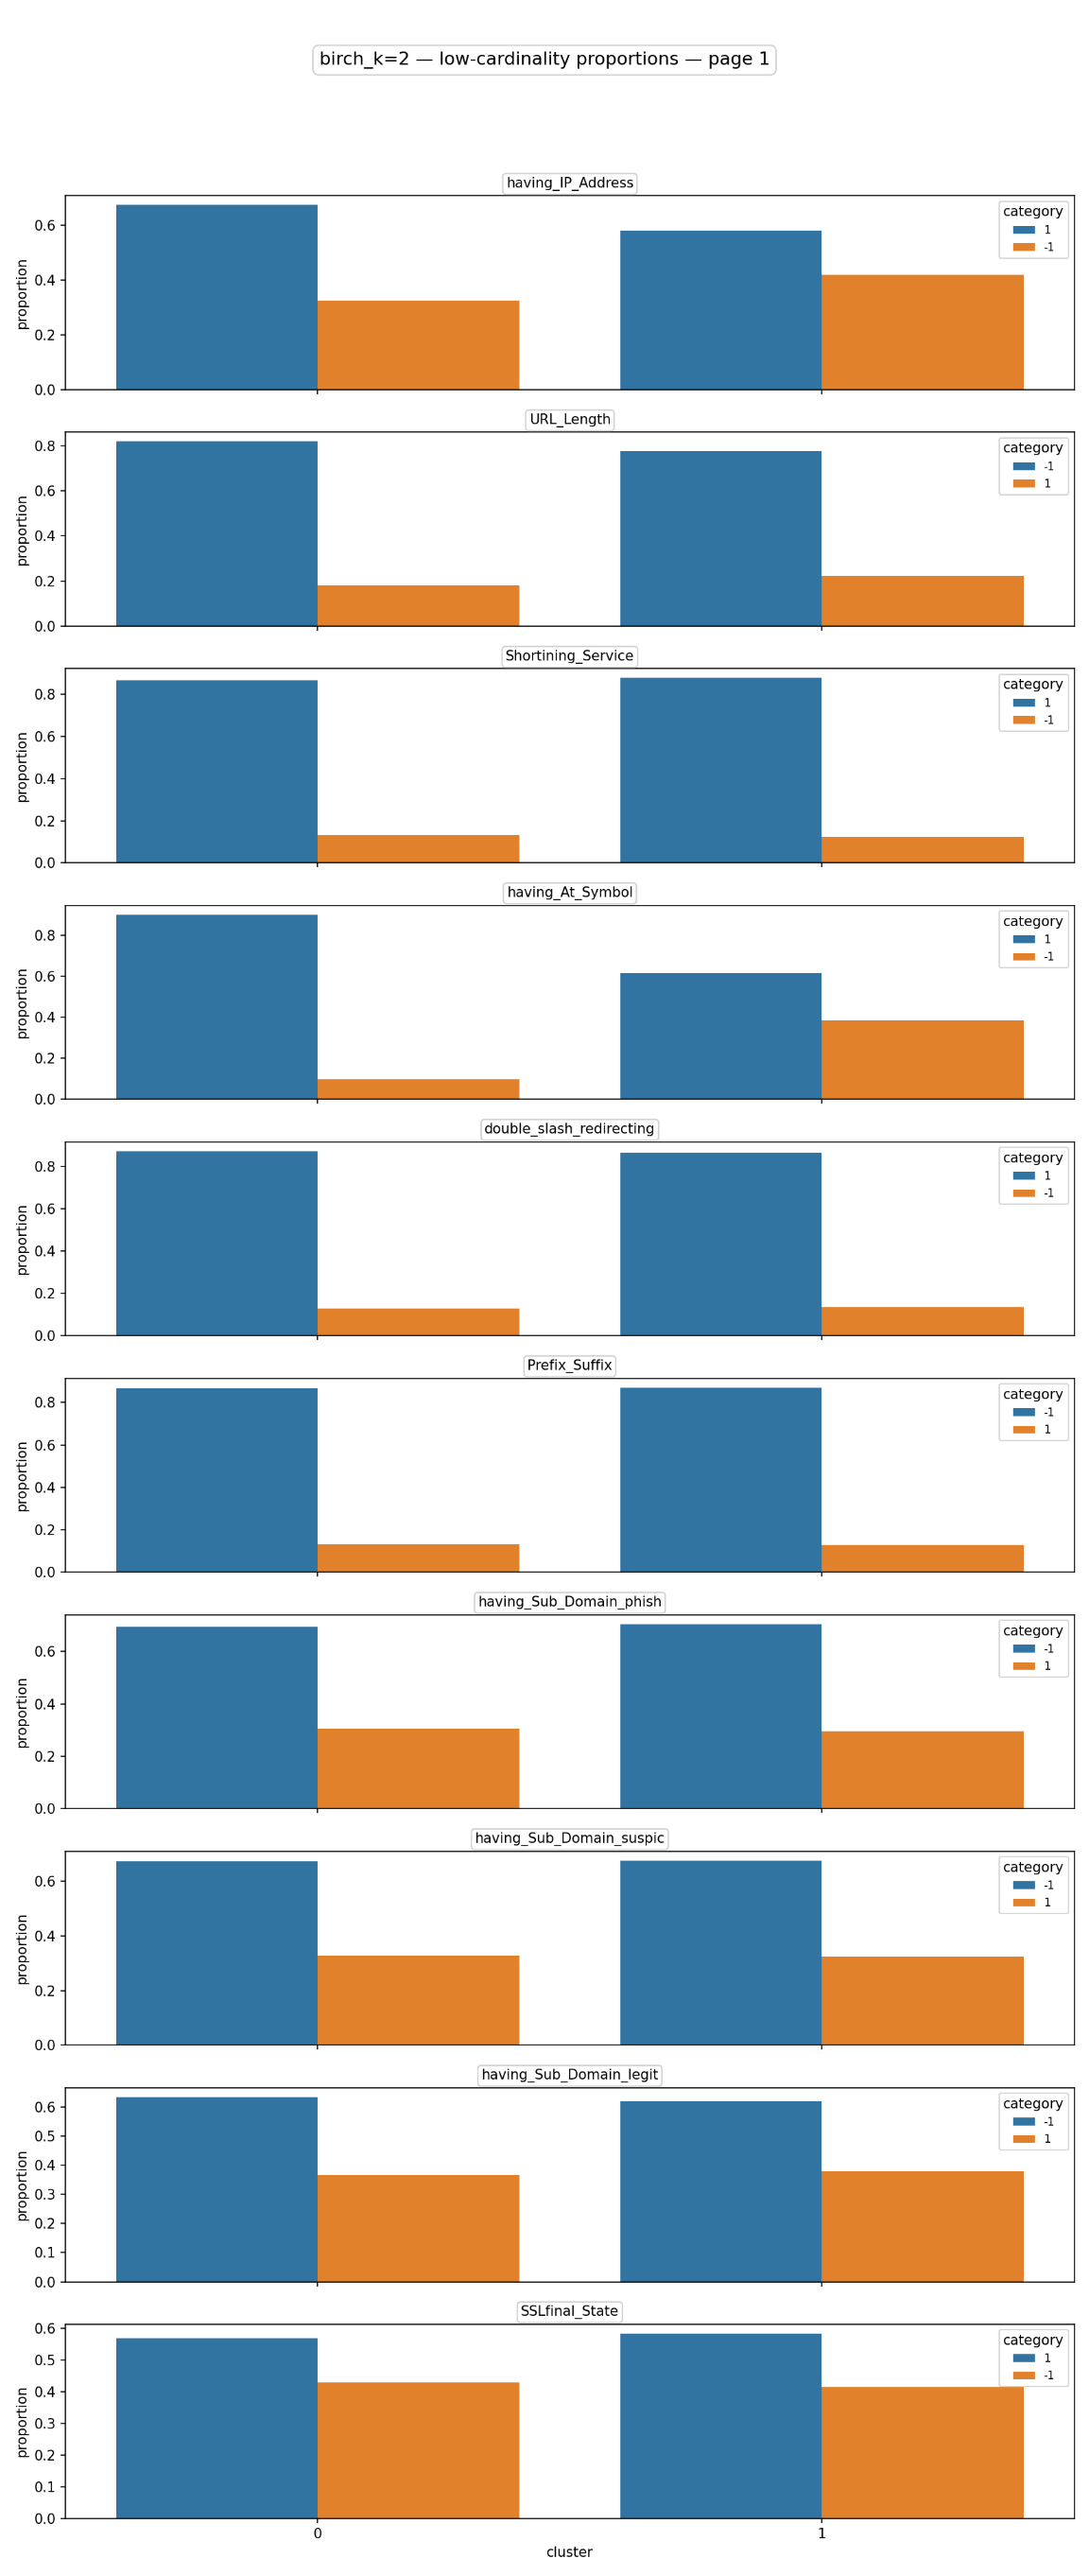 birch_k=2 — low-cardinality proportions — page 1
having_IP_Address
category
1
-1
proportion
0.6
0.4
0.2
0.0
URL_Length
category
-1
1
proportion
0.8
0.6
0.4
0.2
0.0
Shortining_Service
category
1
-1
proportion
0.8
0.6
0.4
0.2
0.0
having_At_Symbol
category
1
-1
proportion
0.8
0.6
0.4
0.2
0.0
double_slash_redirecting
category
1
-1
proportion
0.8
0.6
0.4
0.2
0.0
Prefix_Suffix
category
-1
1
proportion
0.8
0.6
0.4
0.2
0.0
having_Sub_Domain_phish
category
-1
1
proportion
0.6
0.4
0.2
0.0
having_Sub_Domain_suspic
category
-1
1
proportion
0.6
0.4
0.2
0.0
having_Sub_Domain_legit
category
-1
1
proportion
0.6
0.5
0.4
0.3
0.2
0.1
0.0
SSLfinal_State
category
1
-1
proportion
0.6
0.5
0.4
0.3
0.2
0.1
0.0
0
1
cluster